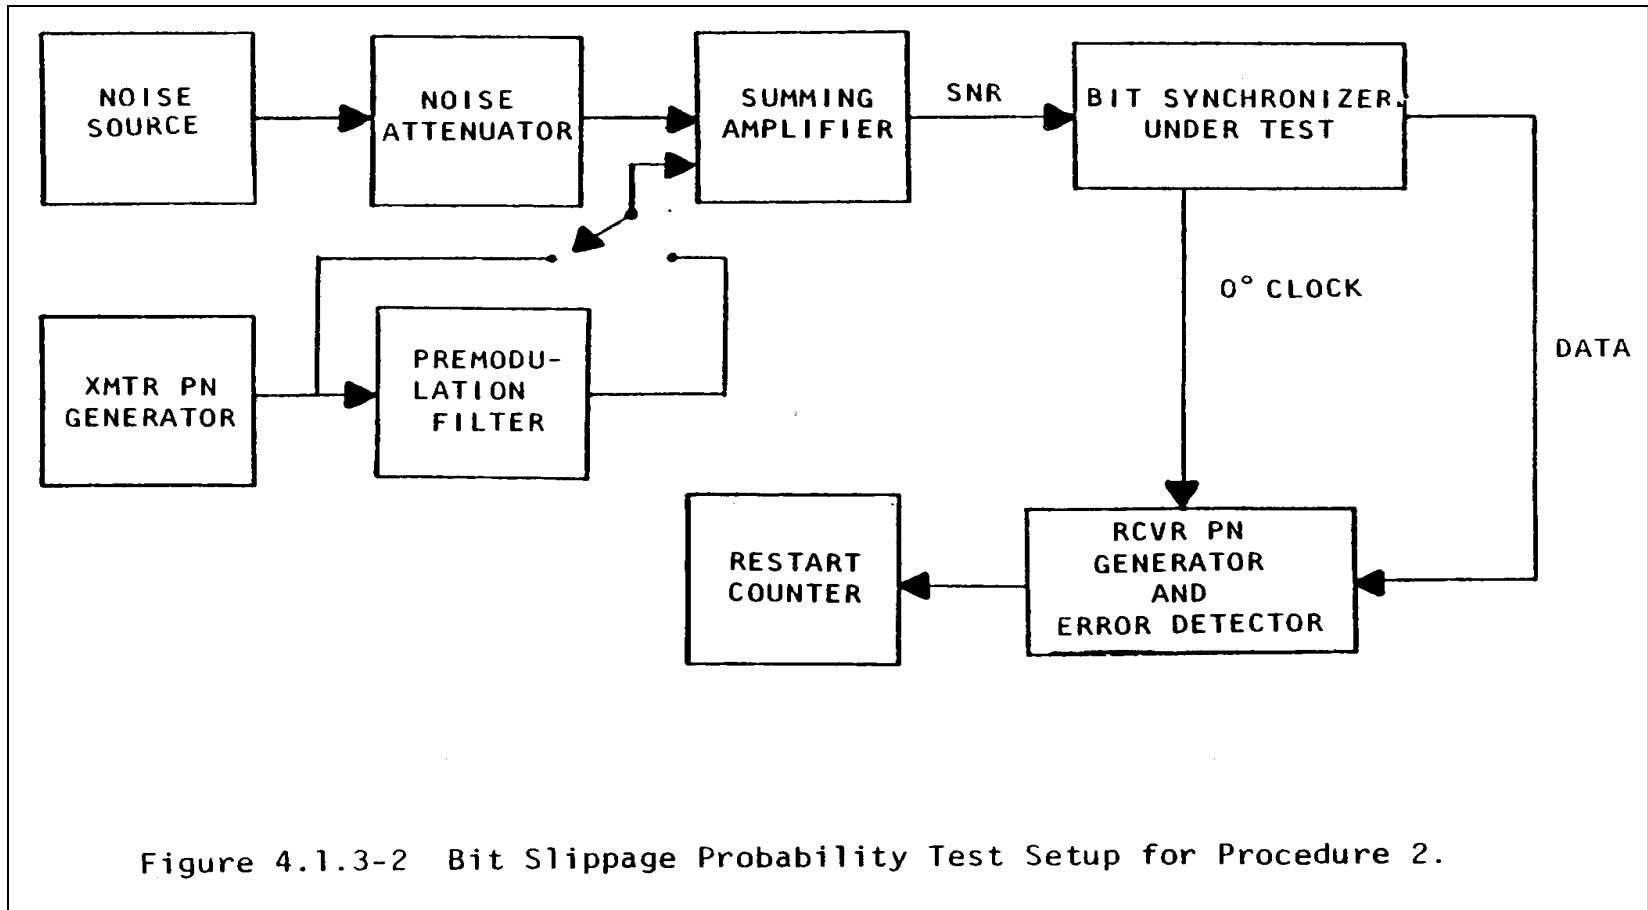 NOISE
SOURCE
NOISE
ATTENUATOR
SUMMING
AMPLIFIER
SNR
BIT SYNCHRONIZER
UNDER TEST
0° CLOCK
DATA
XMTR PN
GENERATOR
PREMODU-
LATION
FILTER
RESTART
COUNTER
RCVR PN
GENERATOR
AND
ERROR DETECTOR
Figure 4.1.3-2 Bit Slippage Probability Test Setup for Procedure 2.